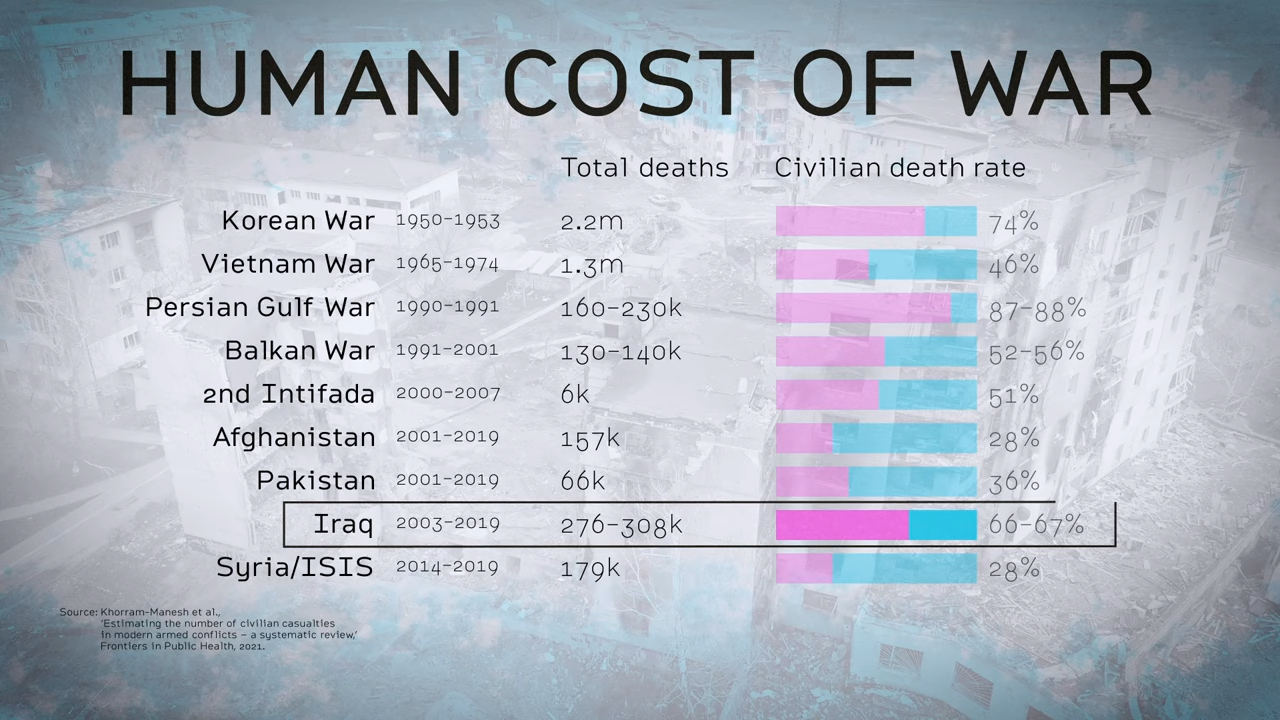 HUMAN COST OF WAR
Total deaths Civilian death rate
Korean War 1950-1953 2.2m 74%
Vietnam War 1965-1974 1.3m 46%
Persian Gulf War 1990-1991 160-230k 87-88%
Balkan War 1991-2001 130-140k 52-56%
2nd Intifada 2000-2007 6k 51%
Afghanistan 2001-2019 157k 28%
Pakistan 2001-2019 66k 36%
Iraq 2003-2019 276-308k 66-67%
Syria/ISIS 2014-2019 179k 28%
Source: Khorram-Manesh et al.,
'Estimating the number of civilian casualties
in modern armed conflicts – a systematic review,'
Frontiers in Public Health, 2021.